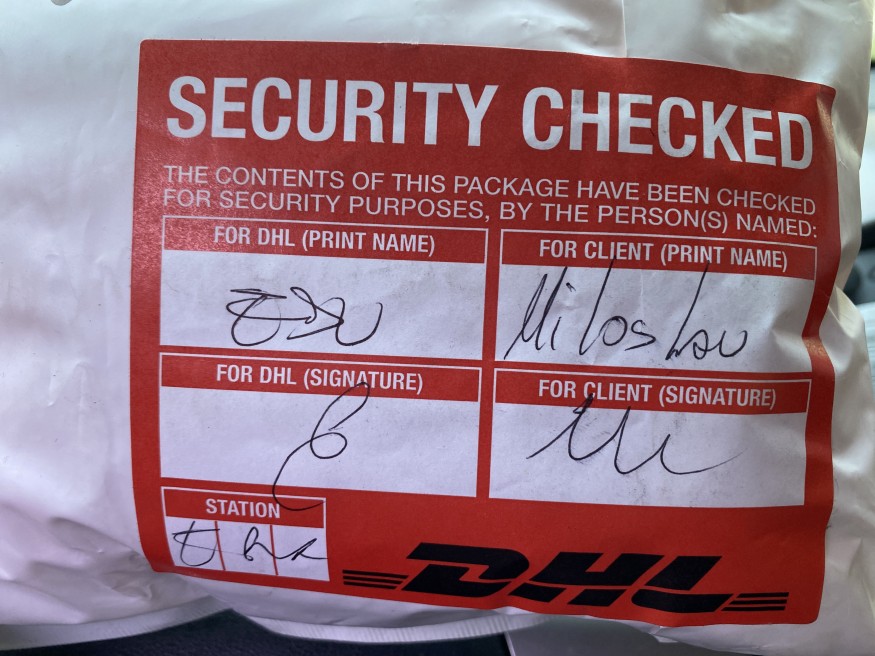 SECURITY CHECKED
THE CONTENTS OF THIS PACKAGE HAVE BEEN CHECKED
FOR SECURITY PURPOSES, BY THE PERSON(S) NAMED:
FOR DHL (PRINT NAME)
FOR CLIENT (PRINT NAME)
Miloslav
FOR DHL (SIGNATURE)
FOR CLIENT (SIGNATURE)
STATION
DHL